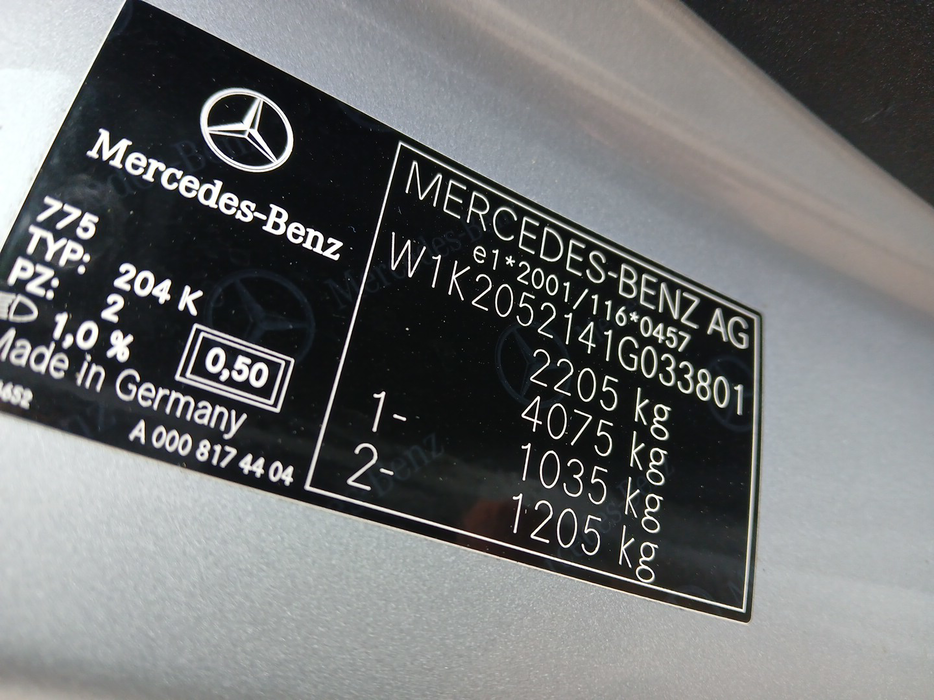 Mercedes-Benz
775
TYP: 204 K
PZ: 2
1,0 %
0,50
Made in Germany
A 000 817 44 04
MERCEDES-BENZ AG
e1*2001/116*0457
W1K2052141G033801
2205 kg
4075 kg
1- 1035 kg
2- 1205 kg